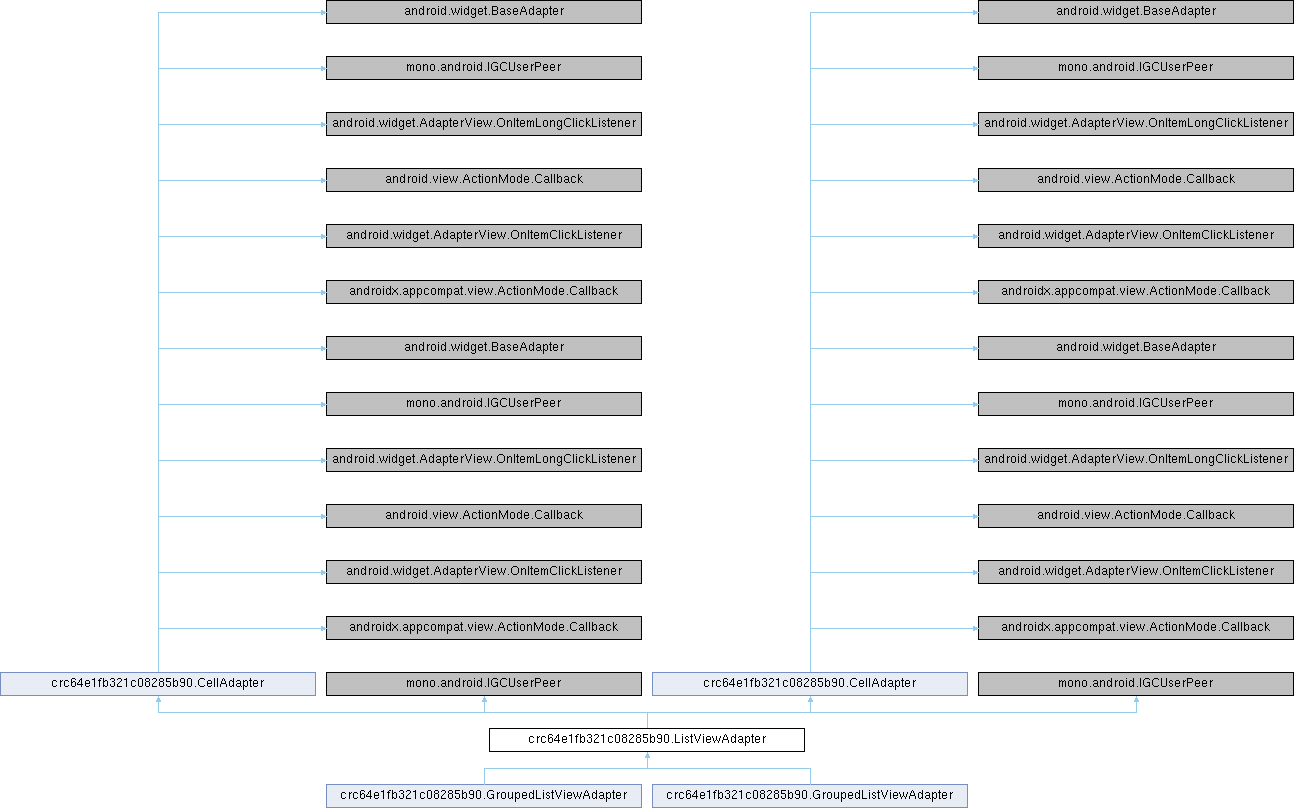 android.widget.BaseAdapter
android.widget.BaseAdapter
mono.android.IGCUserPeer
mono.android.IGCUserPeer
android.widget.AdapterView.OnItemLongClickListener
android.widget.AdapterView.OnItemLongClickListener
android.view.ActionMode.Callback
android.view.ActionMode.Callback
android.widget.AdapterView.OnItemClickListener
android.widget.AdapterView.OnItemClickListener
androidx.appcompat.view.ActionMode.Callback
androidx.appcompat.view.ActionMode.Callback
android.widget.BaseAdapter
android.widget.BaseAdapter
mono.android.IGCUserPeer
mono.android.IGCUserPeer
android.widget.AdapterView.OnItemLongClickListener
android.widget.AdapterView.OnItemLongClickListener
android.view.ActionMode.Callback
android.view.ActionMode.Callback
android.widget.AdapterView.OnItemClickListener
android.widget.AdapterView.OnItemClickListener
androidx.appcompat.view.ActionMode.Callback
androidx.appcompat.view.ActionMode.Callback
crc64e1fb321c08285b90.CellAdapter
mono.android.IGCUserPeer
crc64e1fb321c08285b90.CellAdapter
mono.android.IGCUserPeer
crc64e1fb321c08285b90.ListViewAdapter
crc64e1fb321c08285b90.GroupedListViewAdapter
crc64e1fb321c08285b90.GroupedListViewAdapter